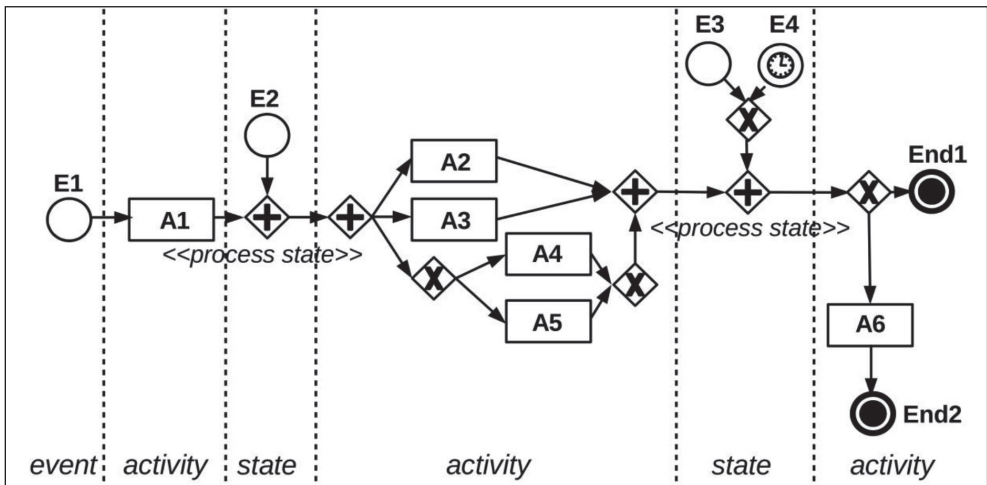 E3
E4
E2
E1
A1
<<process state>>
A2
A3
A4
A5
<<process state>>
End1
A6
End2
event
activity
state
activity
state
activity